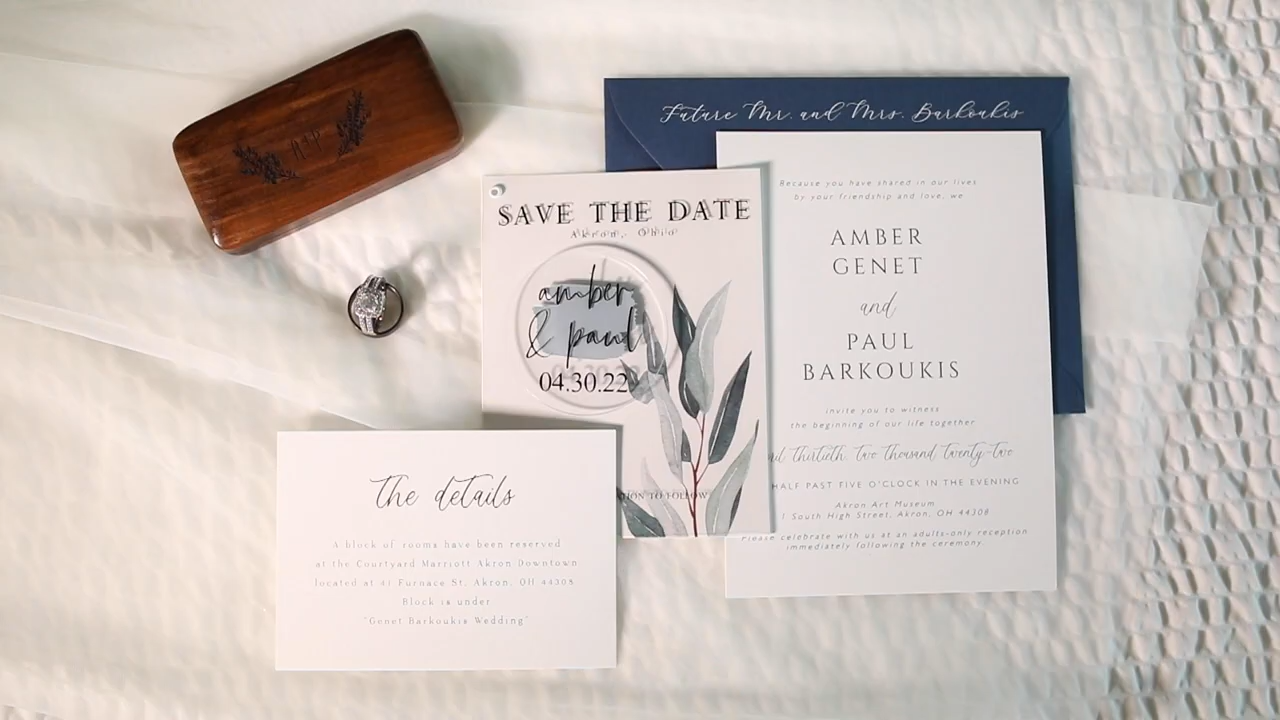 Future Mr. and Mrs. Barkoukis
SAVE THE DATE
Akron, Ohio
amber
& paul
04.30.22
TO FOLLOW
Because you have shared in our lives
by your friendship and love, we
AMBER
GENET
and
PAUL
BARKOUKIS
invite you to witness
the beginning of our life together
thirtieth, two thousand twenty-two
HALF PAST FIVE O'CLOCK IN THE EVENING
Akron Art Museum
1 South High Street, Akron, OH 44308
Please celebrate with us at an adults-only reception
immediately following the ceremony.
the details
A block of rooms have been reserved
at the Courtyard Marriott Akron Downtown
located at 41 Furnace St. Akron, OH 44308
Block is under
"Genet Barkoukis Wedding"